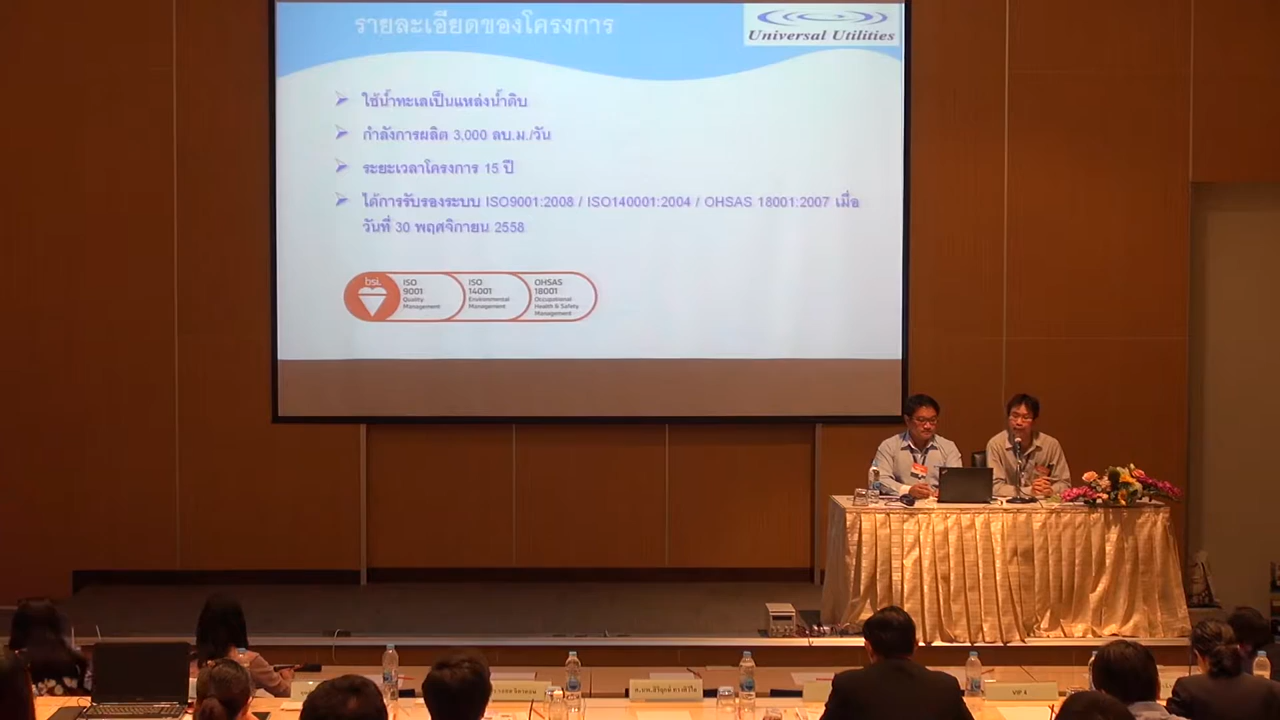 รายละเอียดของโครงการ
Universal Utilities
ใช้น้ำทะเลเป็นแหล่งน้ำดิบ
กำลังการผลิต 3,000 ลบ.ม./วัน
ระยะเวลาโครงการ 15 ปี
ได้การรับรองระบบ ISO9001:2008 / ISO140001:2004 / OHSAS 18001:2007 เมื่อ
วันที่ 30 พฤศจิกายน 2558
bsi.
ISO
9001
Quality
Management
ISO
14001
Environmental
Management
OHSAS
18001
Occupational
Health & Safety
Management
VIP 4